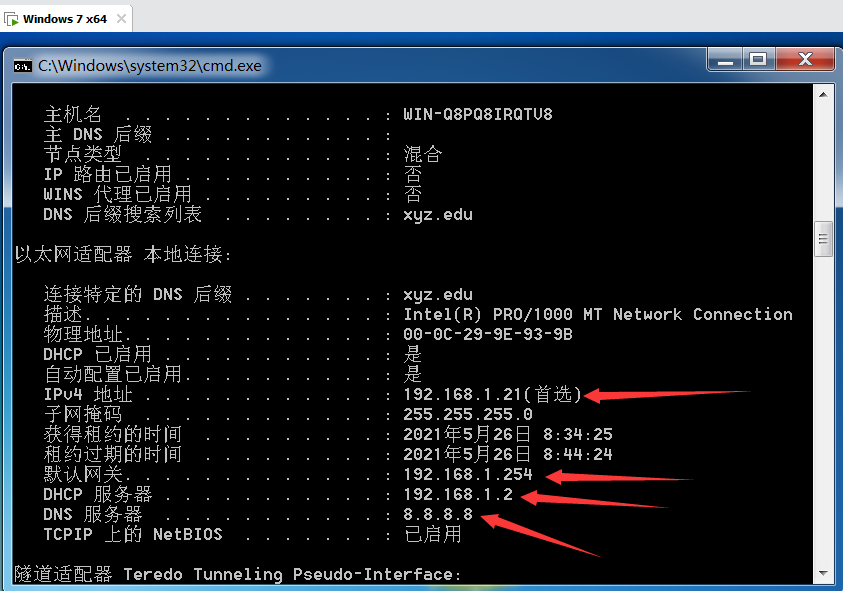 Windows 7 x64
C:\Windows\system32\cmd.exe
主机名 . . . . . . . . . . . . . : WIN-Q8PQ8IRQTV8
主 DNS 后缀 . . . . . . . . . . . :
节点类型 . . . . . . . . . . . . : 混合
IP 路由已启用 . . . . . . . . . . : 否
WINS 代理已启用 . . . . . . . . . : 否
DNS 后缀搜索列表 . . . . . . . . : xyz.edu
以太网适配器 本地连接:
连接特定的 DNS 后缀 . . . . . . . : xyz.edu
描述. . . . . . . . . . . . . . . : Intel(R) PRO/1000 MT Network Connection
物理地址. . . . . . . . . . . . . : 00-0C-29-9E-93-9B
DHCP 已启用 . . . . . . . . . . . : 是
自动配置已启用. . . . . . . . . . : 是
IPv4 地址 . . . . . . . . . . . . : 192.168.1.21(首选)
子网掩码 . . . . . . . . . . . . : 255.255.255.0
获得租约的时间 . . . . . . . . . : 2021年5月26日 8:34:25
租约过期的时间 . . . . . . . . . : 2021年5月26日 8:44:24
默认网关. . . . . . . . . . . . . : 192.168.1.254
DHCP 服务器 . . . . . . . . . . . : 192.168.1.2
DNS 服务器 . . . . . . . . . . . : 8.8.8.8
TCPIP 上的 NetBIOS . . . . . . . : 已启用
隧道适配器 Teredo Tunneling Pseudo-Interface: